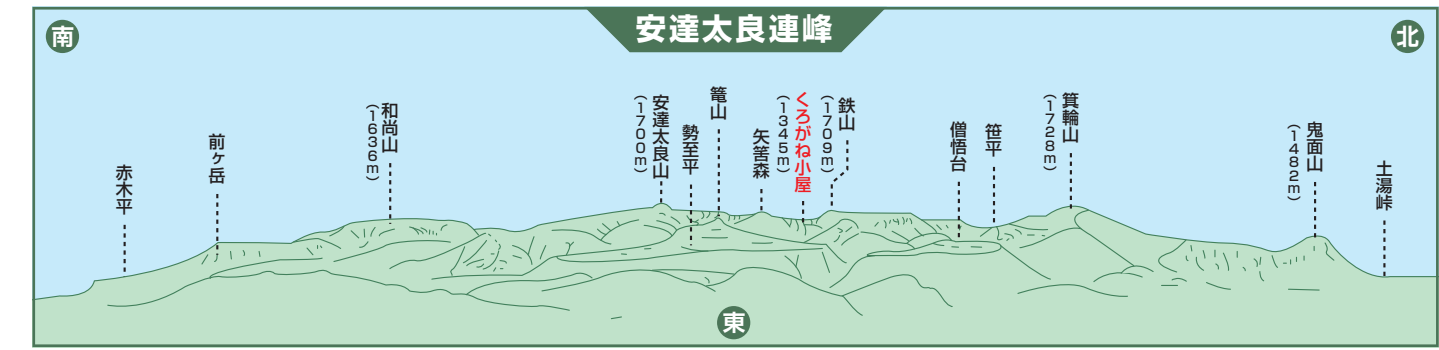 安達太良連峰
南
北
赤木平
前ヶ岳
和尚山
(1636m)
安達太良山
(1700m)
勢至平
篭山
矢筈森
くろがね小屋
(1345m)
鉄山
(1709m)
僧悟台
笹平
箕輪山
(1728m)
鬼面山
(1482m)
土湯峠
東